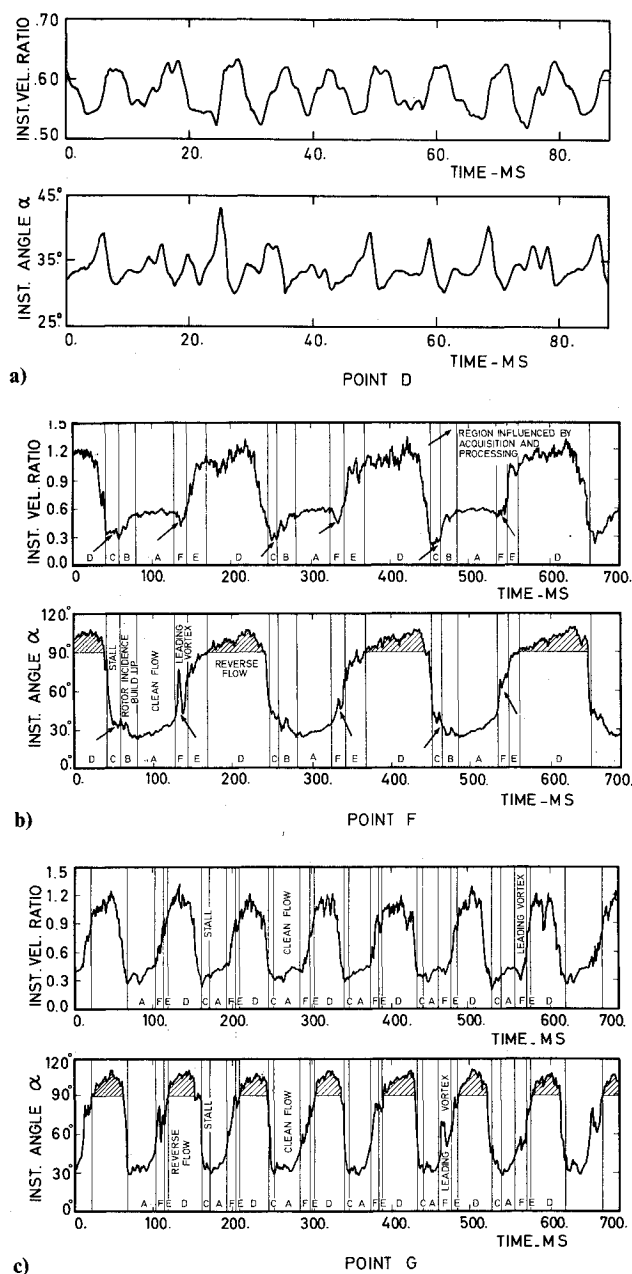 .70
.60
.50
INST. VEL. RATIO
0. 20. 40. 60. 80.
TIME-MS
45°
35°
25°
INST. ANGLE α
0. 20. 40. 60. 80.
TIME-MS
a)
POINT D
1.5
1.2
0.9
0.6
0.3
0.0
INST. VEL. RATIO
REGION INFLUENCED BY
ACQUISITION AND
PROCESSING
D C B A F E D C B A F E D C B A F E D
0. 100. 200. 300. 400. 500. 600. 700.
TIME-MS
120°
90°
60°
30°
0°
INST. ANGLE α
STALL
ROTOR INCIDENCE
BUILD UP
CLEAN FLOW
LEADING
VORTEX
REVERSE
FLOW
D C B A F E D C B A F E D C B A F E D
0. 100. 200. 300. 400. 500. 600. 700.
TIME-MS
b)
POINT F
1.5
1.2
0.9
0.6
0.3
0.0
INST. VEL. RATIO
STALL
CLEAN FLOW
LEADING VORTEX
A F E D C A F E D C A F E D C A F E D C A F E D C A F E D
0. 100. 200. 300. 400. 500. 600. 700.
TIME-MS
120°
90°
60°
30°
0°
INST. ANGLE α
REVERSE
FLOW
STALL
CLEAN FLOW
LEADING VORTEX
A F E D C A F E D C A F E D C A F E D C A F E D C A F E D
0. 100. 200. 300. 400. 500. 600. 700.
TIME-MS
c)
POINT G